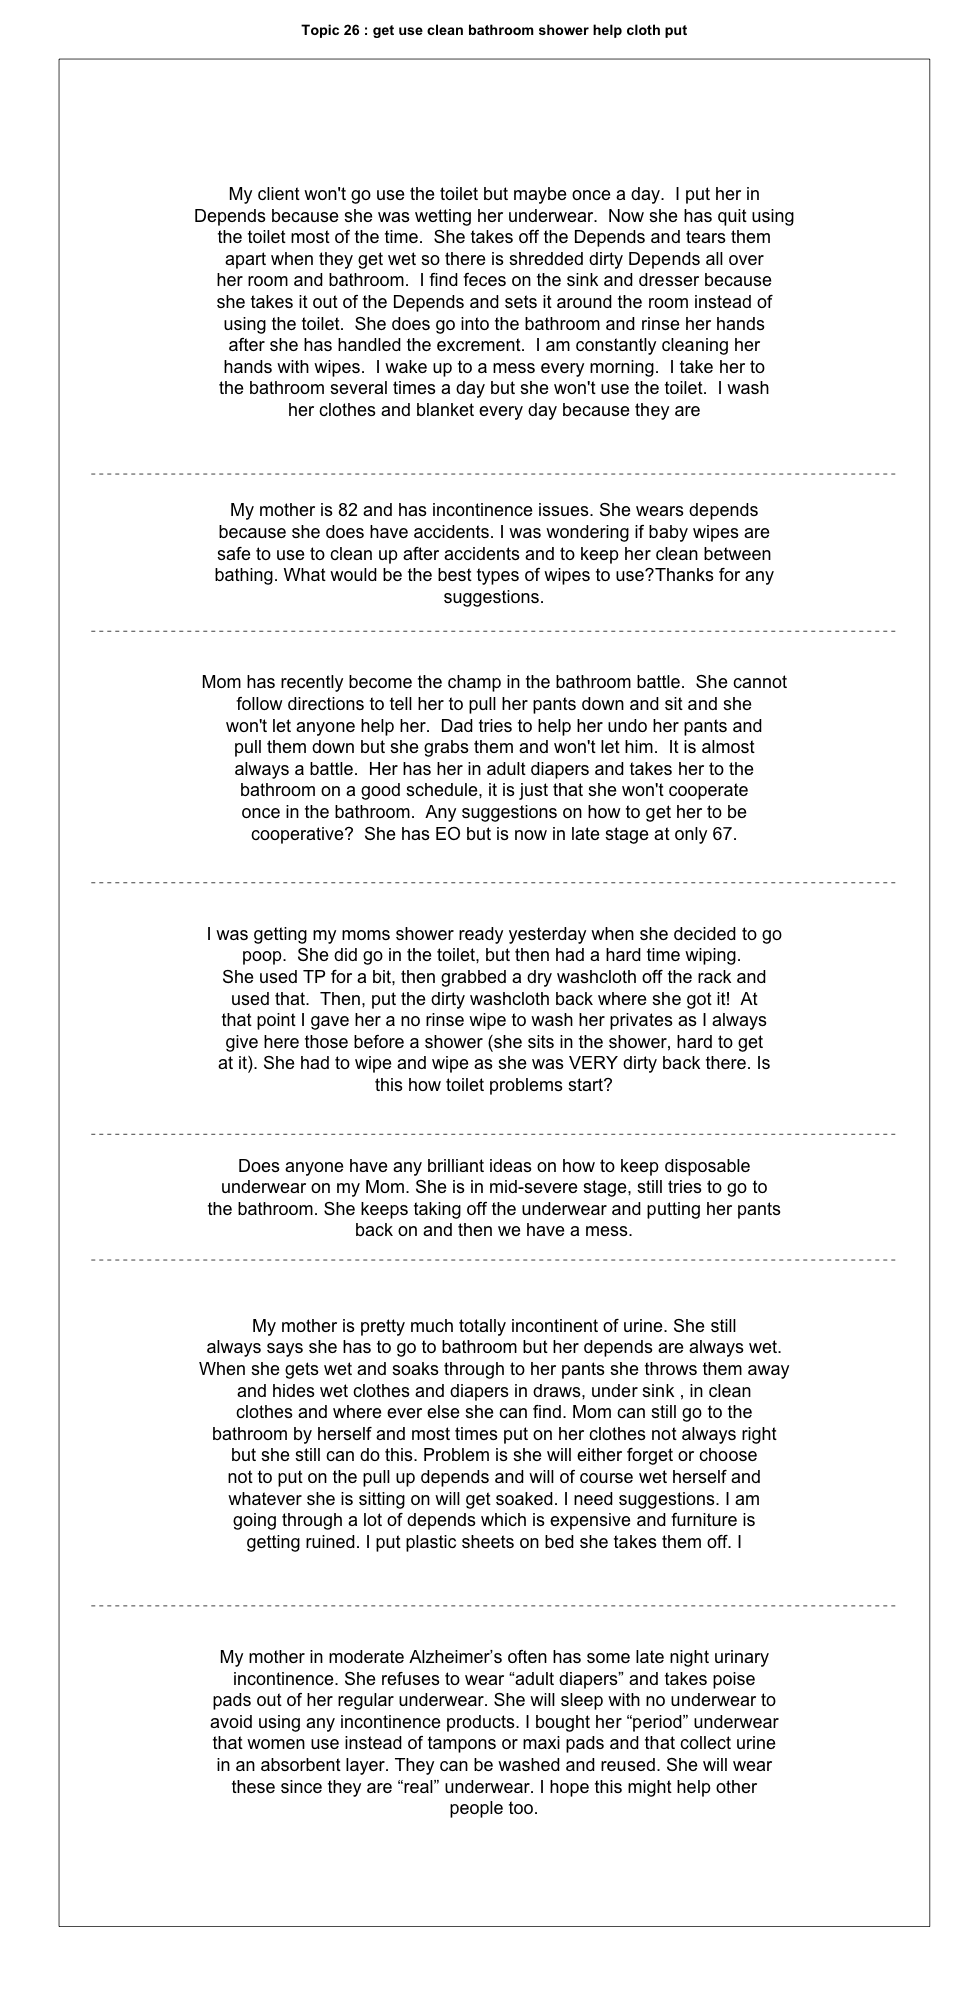 Topic 26 : get use clean bathroom shower help cloth put
My client won't go use the toilet but maybe once a day.  I put her in
Depends because she was wetting her underwear.  Now she has quit using
the toilet most of the time.  She takes off the Depends and tears them
apart when they get wet so there is shredded dirty Depends all over
her room and bathroom.  I find feces on the sink and dresser because
she takes it out of the Depends and sets it around the room instead of
using the toilet.  She does go into the bathroom and rinse her hands
after she has handled the excrement.  I am constantly cleaning her
hands with wipes.  I wake up to a mess every morning.  I take her to
the bathroom several times a day but she won't use the toilet.  I wash
her clothes and blanket every day because they are
My mother is 82 and has incontinence issues. She wears depends
because she does have accidents. I was wondering if baby wipes are
safe to use to clean up after accidents and to keep her clean between
bathing. What would be the best types of wipes to use?Thanks for any
suggestions.
Mom has recently become the champ in the bathroom battle.  She cannot
follow directions to tell her to pull her pants down and sit and she
won't let anyone help her.  Dad tries to help her undo her pants and
pull them down but she grabs them and won't let him.  It is almost
always a battle.  Her has her in adult diapers and takes her to the
bathroom on a good schedule, it is just that she won't cooperate
once in the bathroom.  Any suggestions on how to get her to be
cooperative?  She has EO but is now in late stage at only 67.
I was getting my moms shower ready yesterday when she decided to go
poop.  She did go in the toilet, but then had a hard time wiping.
She used TP for a bit, then grabbed a dry washcloth off the rack and
used that.  Then, put the dirty washcloth back where she got it!  At
that point I gave her a no rinse wipe to wash her privates as I always
give here those before a shower (she sits in the shower, hard to get
at it). She had to wipe and wipe as she was VERY dirty back there. Is
this how toilet problems start?
Does anyone have any brilliant ideas on how to keep disposable
underwear on my Mom. She is in mid-severe stage, still tries to go to
the bathroom. She keeps taking off the underwear and putting her pants
back on and then we have a mess.
My mother is pretty much totally incontinent of urine. She still
always says she has to go to bathroom but her depends are always wet.
When she gets wet and soaks through to her pants she throws them away
and hides wet clothes and diapers in draws, under sink , in clean
clothes and where ever else she can find. Mom can still go to the
bathroom by herself and most times put on her clothes not always right
but she still can do this. Problem is she will either forget or choose
not to put on the pull up depends and will of course wet herself and
whatever she is sitting on will get soaked. I need suggestions. I am
going through a lot of depends which is expensive and furniture is
getting ruined. I put plastic sheets on bed she takes them off. I
My mother in moderate Alzheimer’s often has some late night urinary
incontinence. She refuses to wear “adult diapers” and takes poise
pads out of her regular underwear. She will sleep with no underwear to
avoid using any incontinence products. I bought her “period” underwear
that women use instead of tampons or maxi pads and that collect urine
in an absorbent layer. They can be washed and reused. She will wear
these since they are “real” underwear. I hope this might help other
people too.